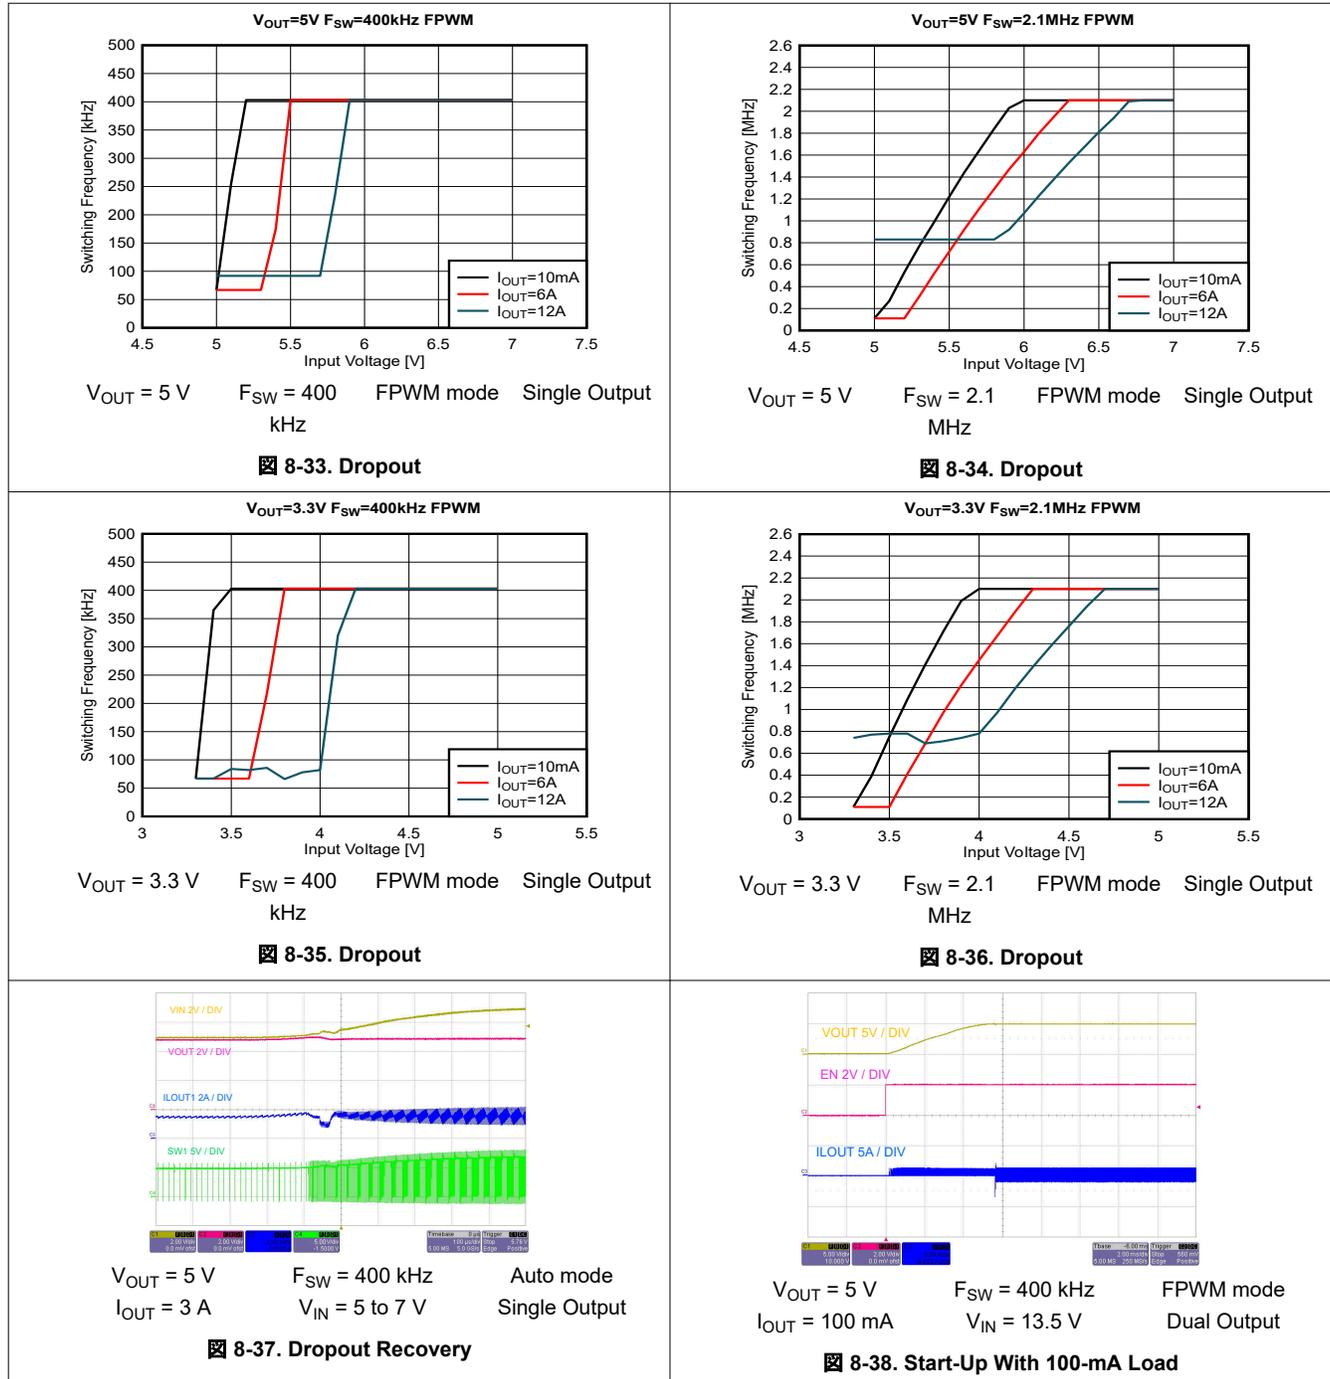 VOUT=5V FSW=400kHz FPWM
500
450
400
350
300
250
200
150
100
50
0
Switching Frequency [kHz]
IOUT=10mA
IOUT=6A
IOUT=12A
4.5 5 5.5 6 6.5 7 7.5
Input Voltage [V]
VOUT = 5 V FSW = 400 FPWM mode Single Output
kHz
図 8-33. Dropout
VOUT=5V FSW=2.1MHz FPWM
2.6
2.4
2.2
2
1.8
1.6
1.4
1.2
1
0.8
0.6
0.4
0.2
0
Switching Frequency [MHz]
IOUT=10mA
IOUT=6A
IOUT=12A
4.5 5 5.5 6 6.5 7 7.5
Input Voltage [V]
VOUT = 5 V FSW = 2.1 FPWM mode Single Output
MHz
図 8-34. Dropout
VOUT=3.3V FSW=400kHz FPWM
500
450
400
350
300
250
200
150
100
50
0
Switching Frequency [kHz]
IOUT=10mA
IOUT=6A
IOUT=12A
3 3.5 4 4.5 5 5.5
Input Voltage [V]
VOUT = 3.3 V FSW = 400 FPWM mode Single Output
kHz
図 8-35. Dropout
VOUT=3.3V FSW=2.1MHz FPWM
2.6
2.4
2.2
2
1.8
1.6
1.4
1.2
1
0.8
0.6
0.4
0.2
0
Switching Frequency [MHz]
IOUT=10mA
IOUT=6A
IOUT=12A
3 3.5 4 4.5 5 5.5
Input Voltage [V]
VOUT = 3.3 V FSW = 2.1 FPWM mode Single Output
MHz
図 8-36. Dropout
VIN 2V / DIV
VOUT 2V / DIV
ILOUT1 2A / DIV
SW1 5V / DIV
VOUT = 5 V FSW = 400 kHz Auto mode
IOUT = 3 A VIN = 5 to 7 V Single Output
図 8-37. Dropout Recovery
VOUT 5V / DIV
EN 2V / DIV
ILOUT 5A / DIV
VOUT = 5 V FSW = 400 kHz FPWM mode
IOUT = 100 mA VIN = 13.5 V Dual Output
図 8-38. Start-Up With 100-mA Load